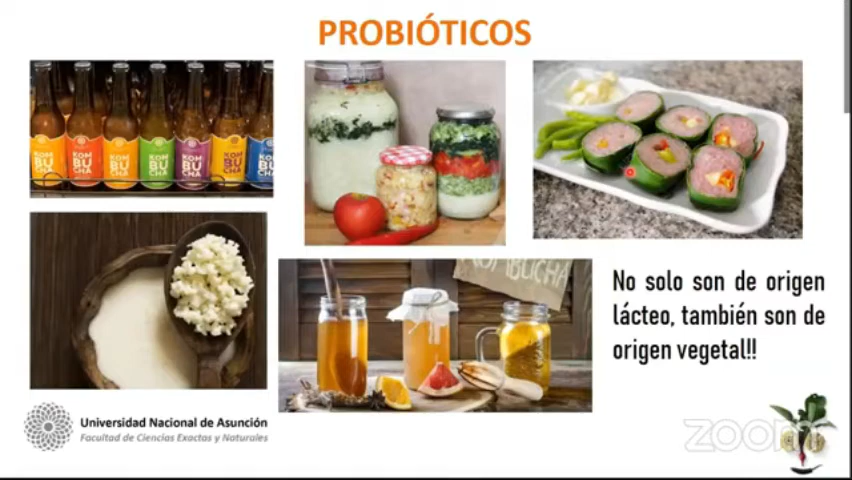 PROBIÓTICOS
KOM BU CHA
KOM BU CHA
KOM BU CHA
KOM BU CHA
KOM BU CHA
KOM BU CHA
KOMBUCHA
No solo son de origen
lácteo, también son de
origen vegetal!!
Universidad Nacional de Asunción
Facultad de Ciencias Exactas y Naturales
zoom